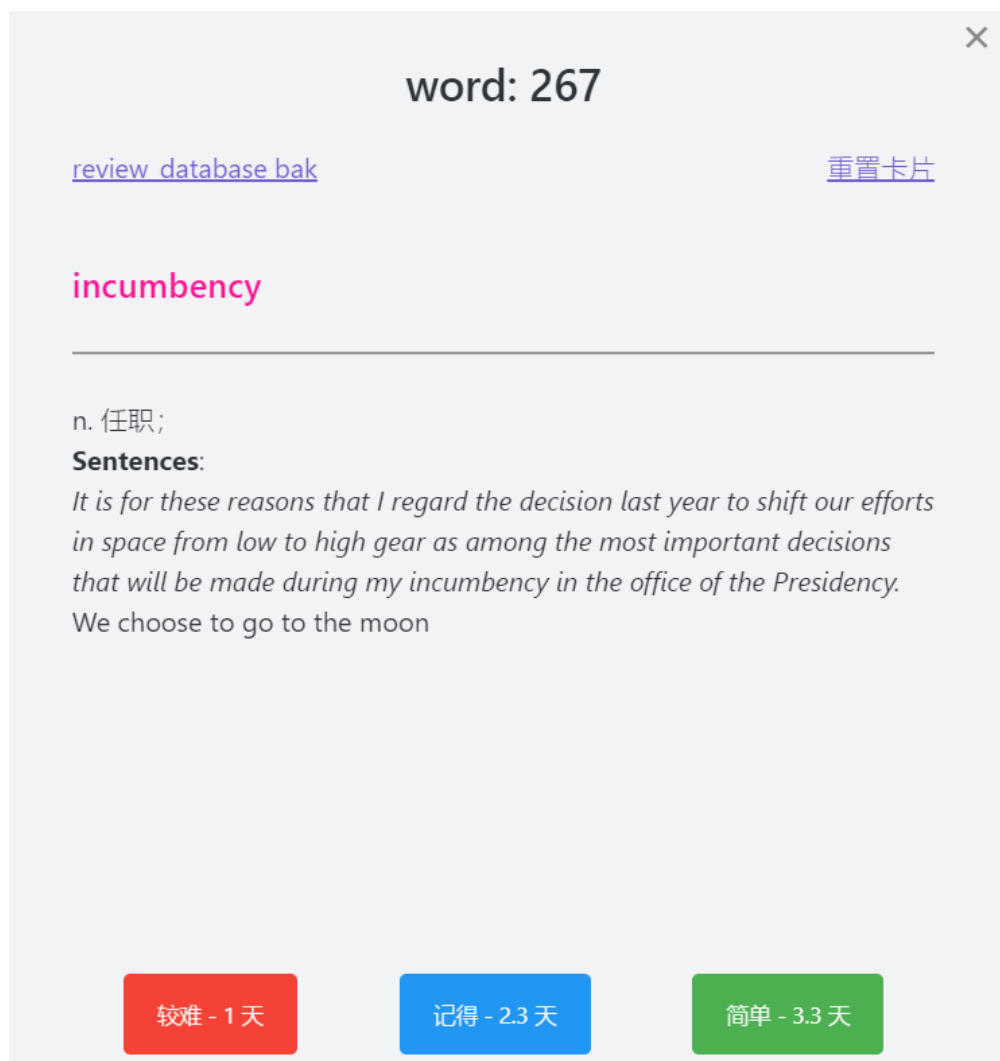 word: 267
review_database bak
重置卡片
incumbency
n. 任职；
Sentences:
It is for these reasons that I regard the decision last year to shift our efforts
in space from low to high gear as among the most important decisions
that will be made during my incumbency in the office of the Presidency.
We choose to go to the moon
较难 - 1 天
记得 - 2.3 天
简单 - 3.3 天